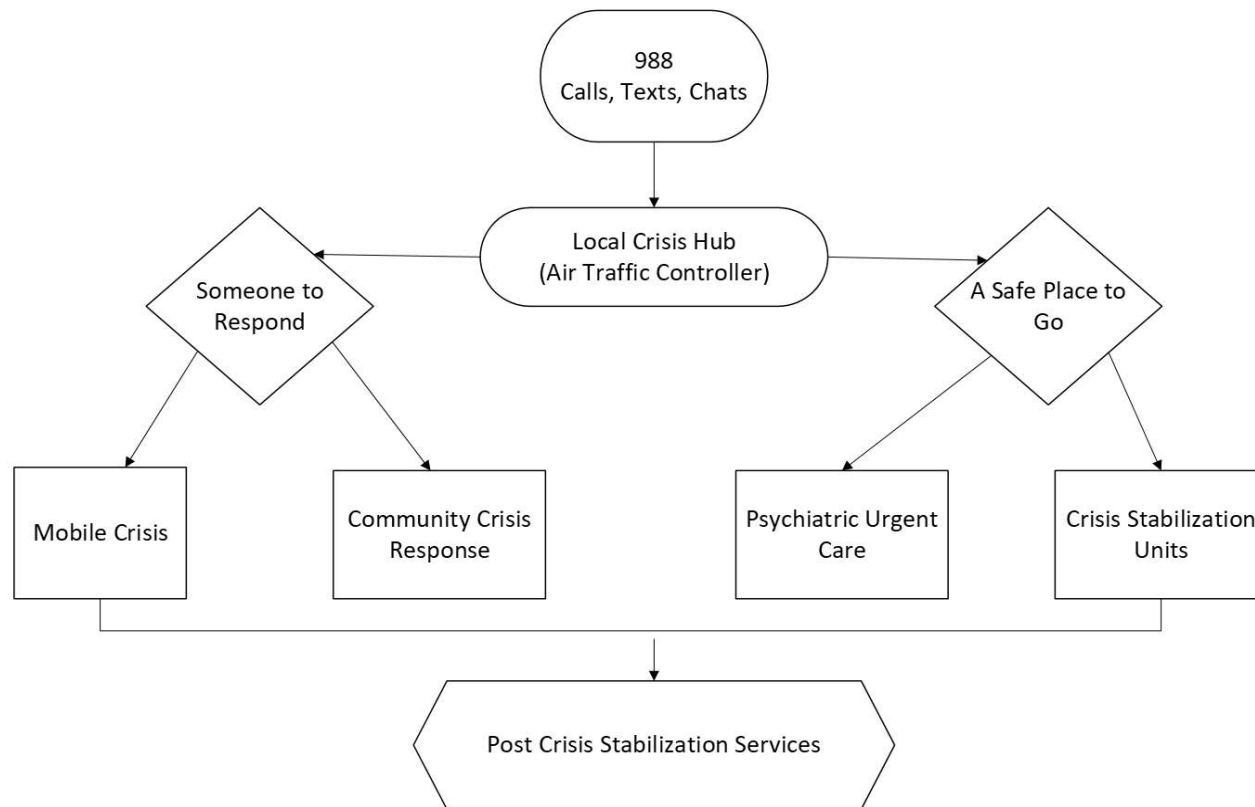 988
Calls, Texts, Chats
Local Crisis Hub
(Air Traffic Controller)
Someone to
Respond
A Safe Place to
Go
Mobile Crisis
Community Crisis
Response
Psychiatric Urgent
Care
Crisis Stabilization
Units
Post Crisis Stabilization Services